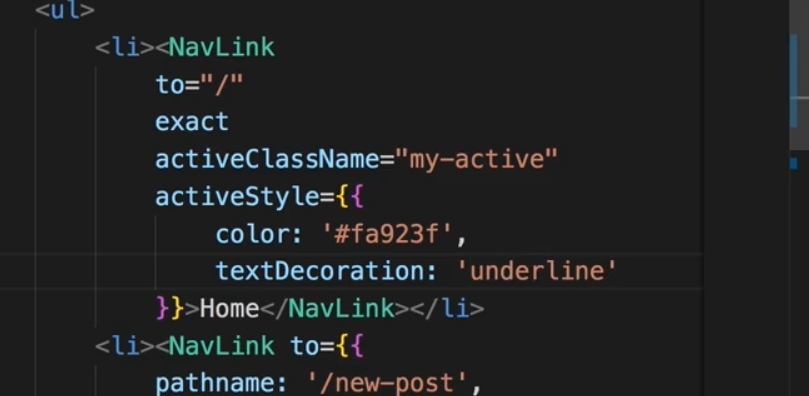 <ul>
<li><NavLink
to="/"
exact
activeClassName="my-active"
activeStyle={{
color: '#fa923f',
textDecoration: 'underline'
}}>Home</NavLink></li>
<li><NavLink to={{
pathname: '/new-post',